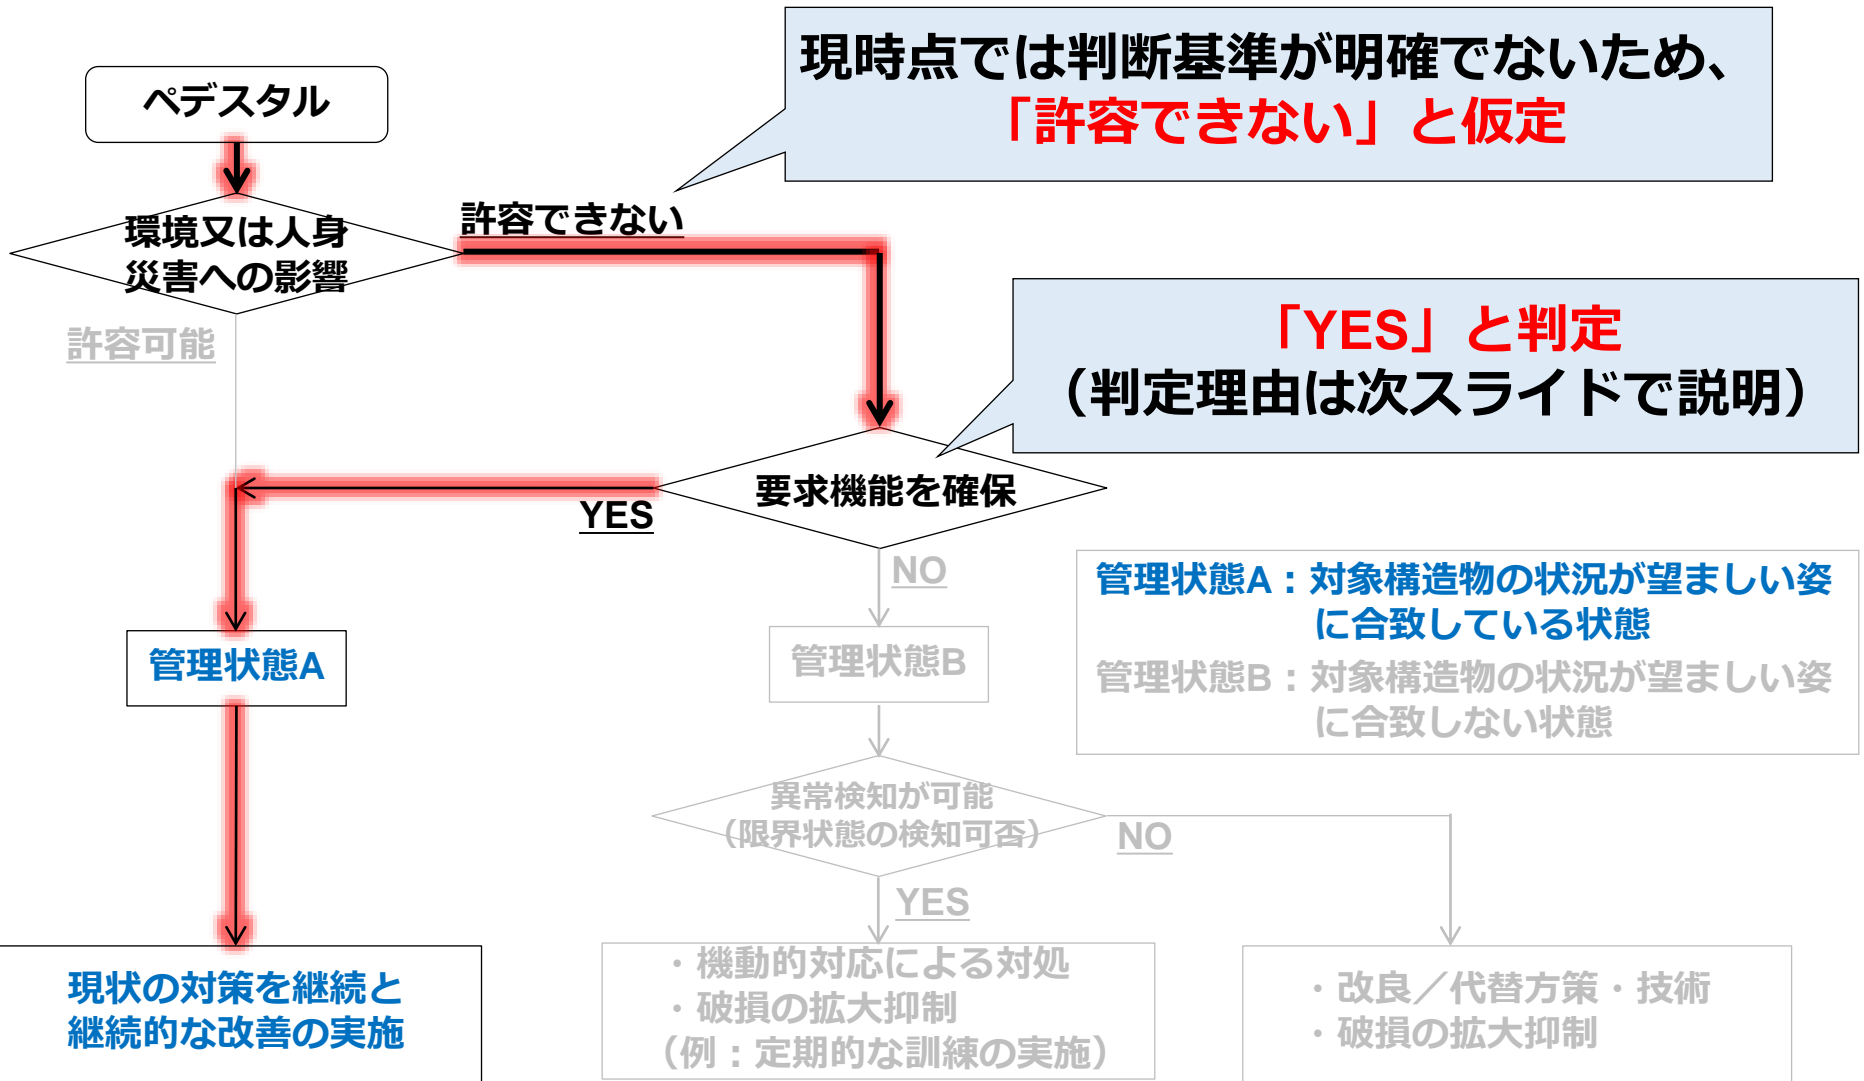 現時点では判断基準が明確でないため、
「許容できない」と仮定
ペデスタル
許容できない
環境又は人身
災害への影響
許容可能
「YES」と判定
（判定理由は次スライドで説明）
要求機能を確保
YES
NO
管理状態A：対象構造物の状況が望ましい姿
に合致している状態
管理状態B：対象構造物の状況が望ましい姿
に合致しない状態
管理状態A
管理状態B
異常検知が可能
（限界状態の検知可否）
NO
YES
現状の対策を継続と
継続的な改善の実施
・機動的対応による対処
・破損の拡大抑制
（例：定期的な訓練の実施）
・改良／代替方策・技術
・破損の拡大抑制